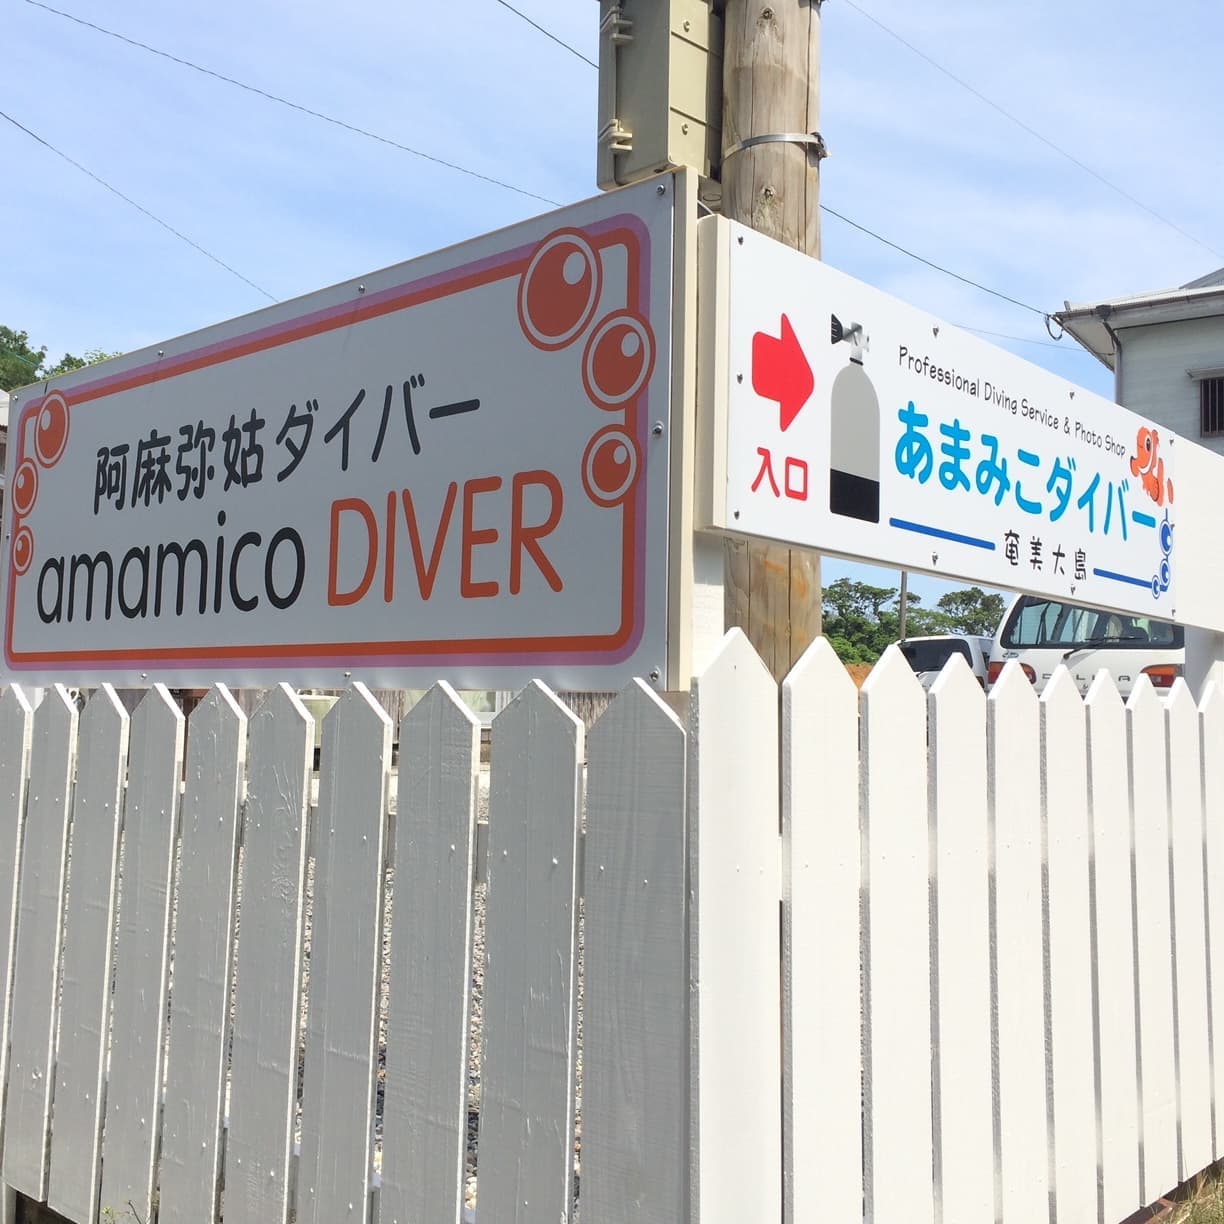 阿麻弥姑ダイバー
amamico DIVER
Professional Diving Service & Photo Shop
あまみこダイバー
奄美大島
入口